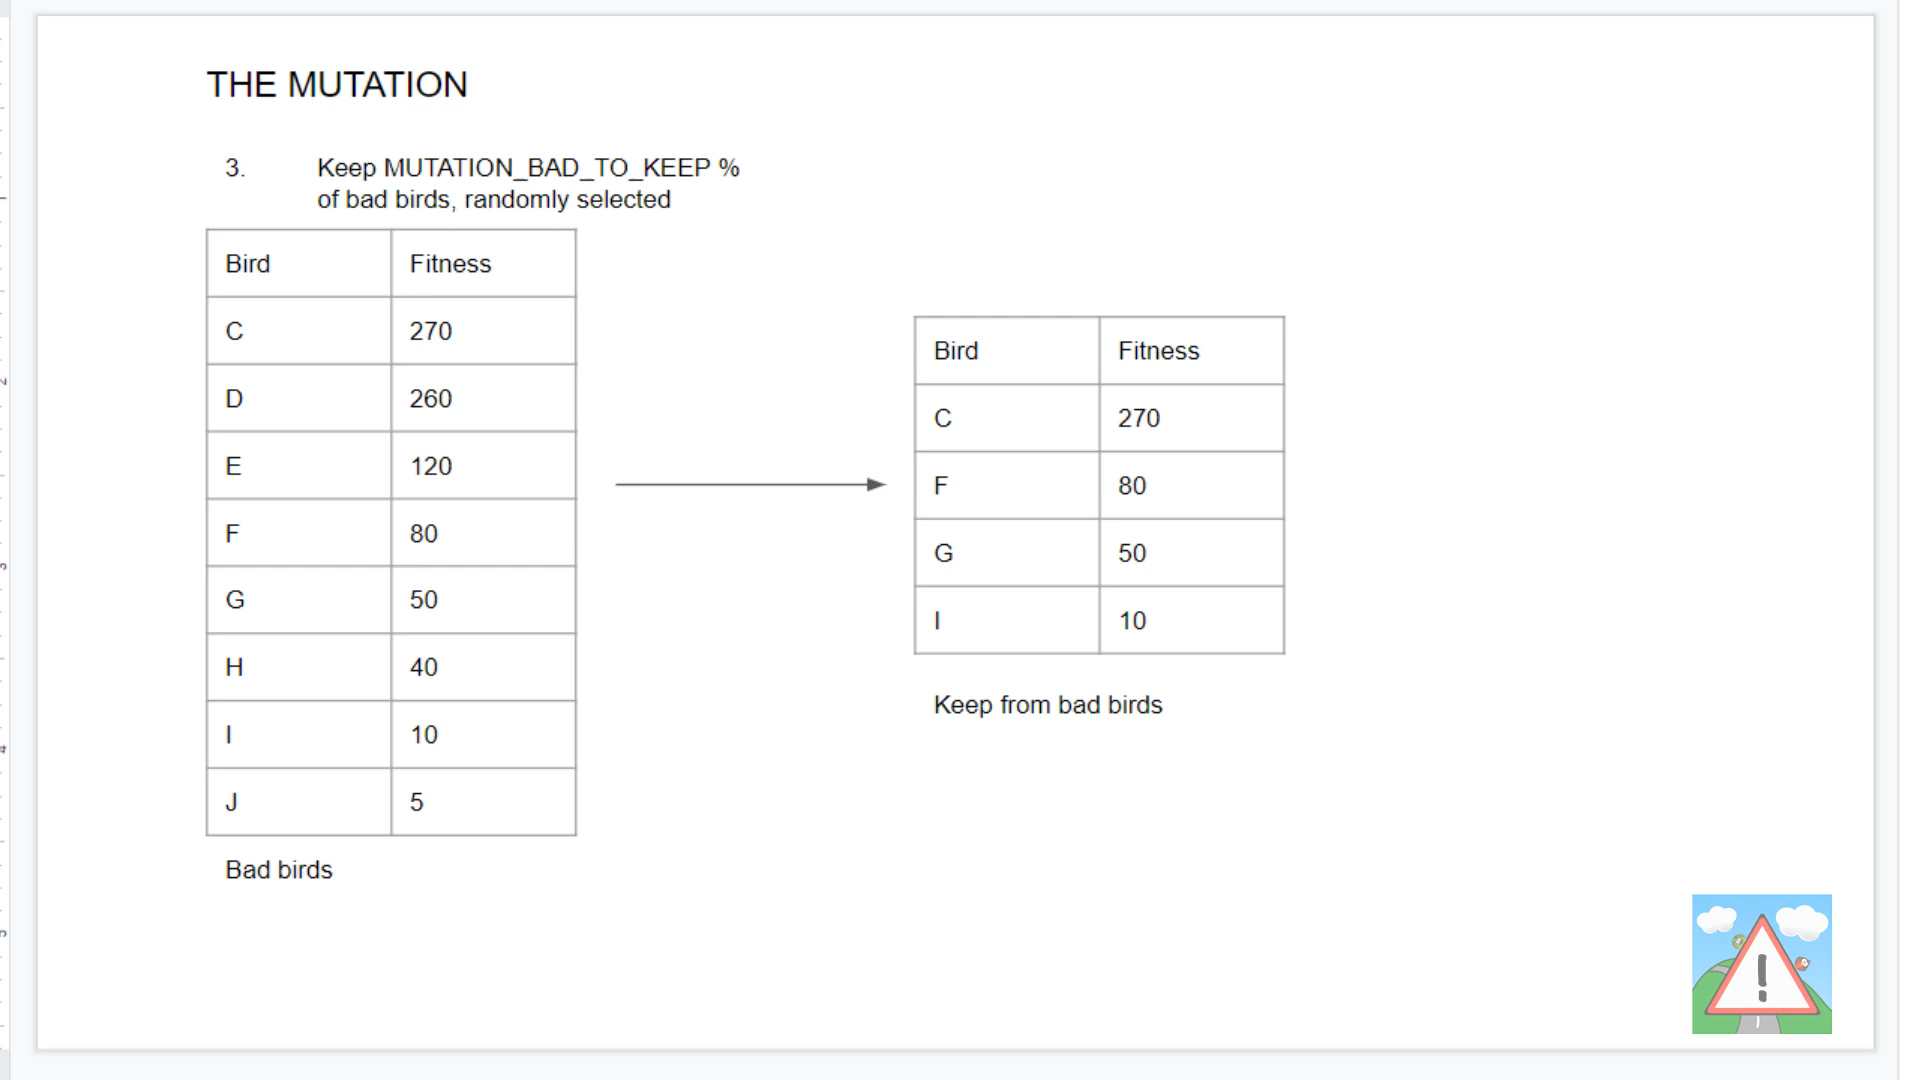 THE MUTATION
3. Keep MUTATION_BAD_TO_KEEP %
of bad birds, randomly selected
Bird Fitness
C 270
D 260
E 120
F 80
G 50
H 40
I 10
J 5
Bad birds
Bird Fitness
C 270
F 80
G 50
I 10
Keep from bad birds
!